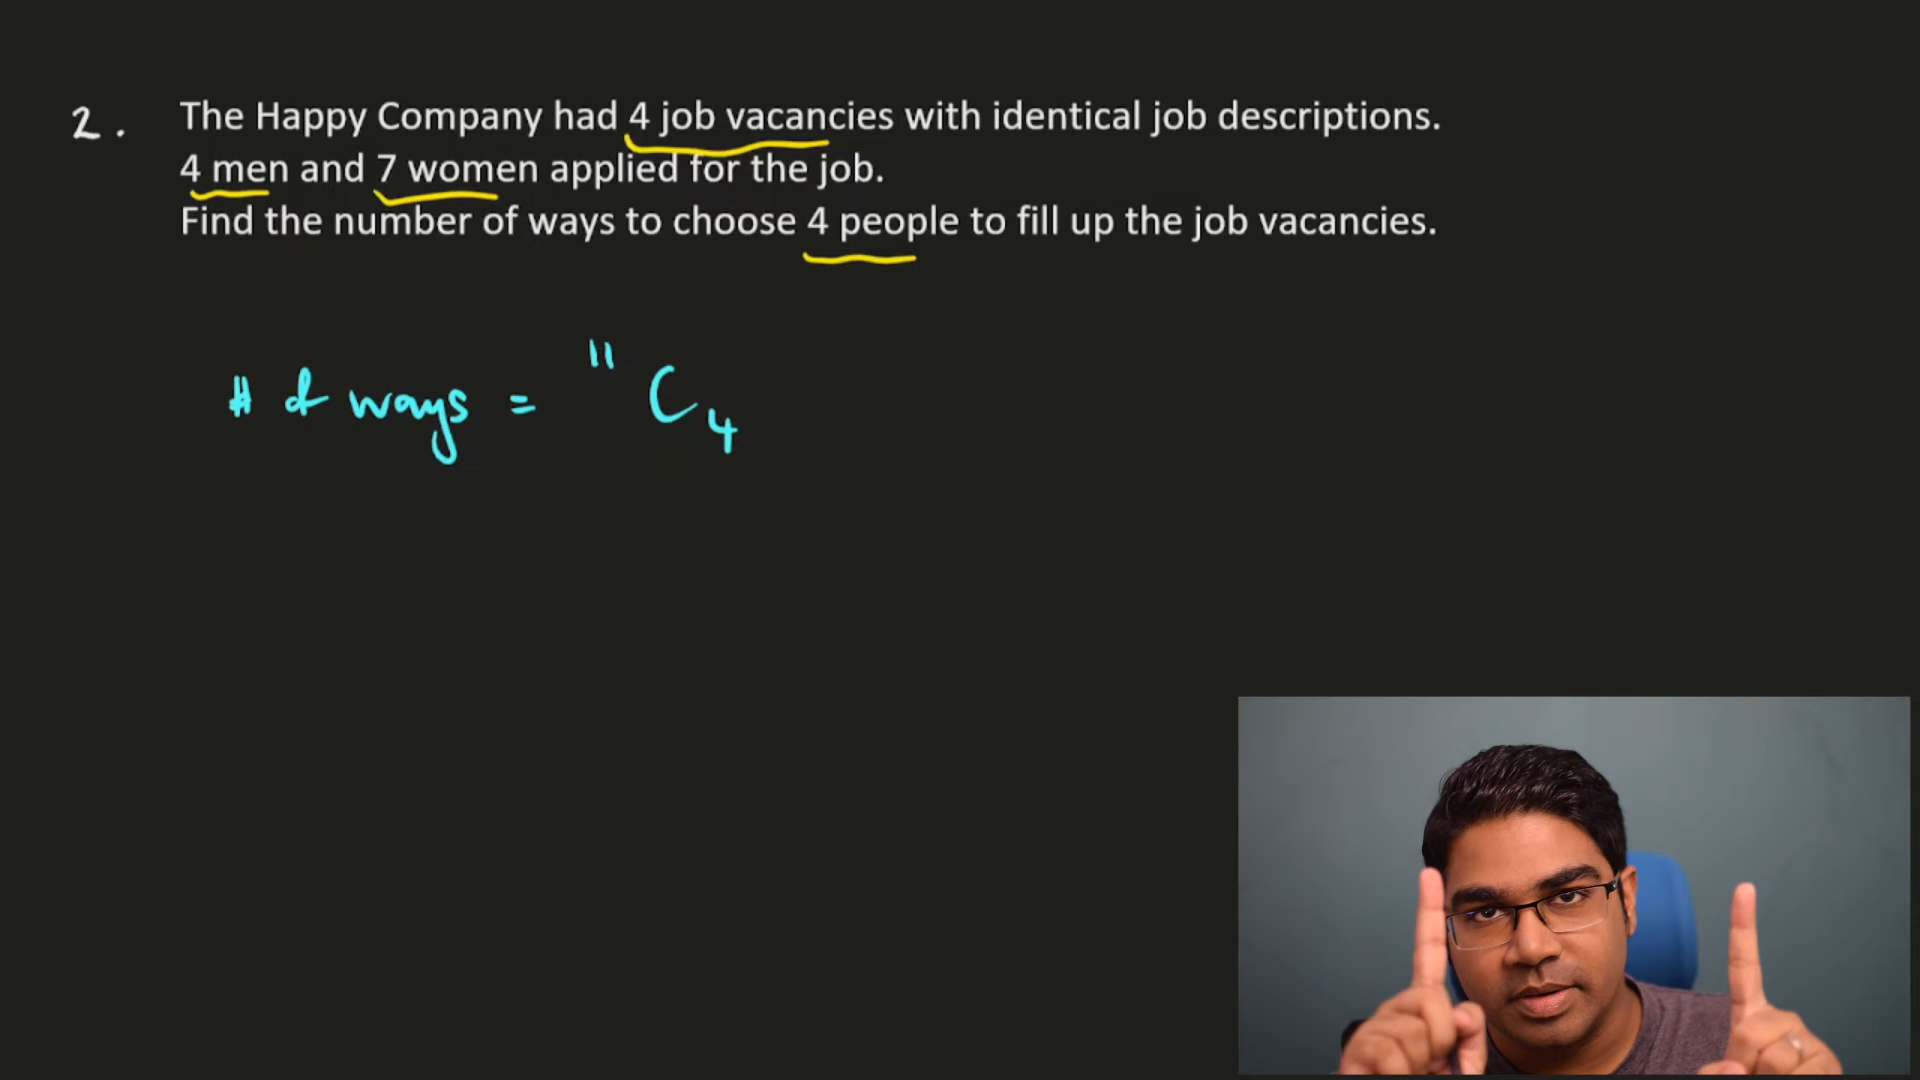 2. The Happy Company had 4 job vacancies with identical job descriptions.
4 men and 7 women applied for the job.
Find the number of ways to choose 4 people to fill up the job vacancies.
# of ways = ¹¹C₄